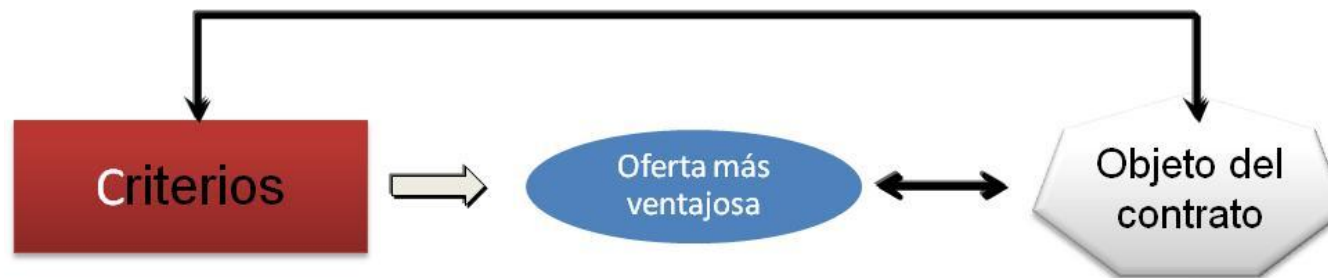 Criterios
Oferta más
ventajosa
Objeto del
contrato